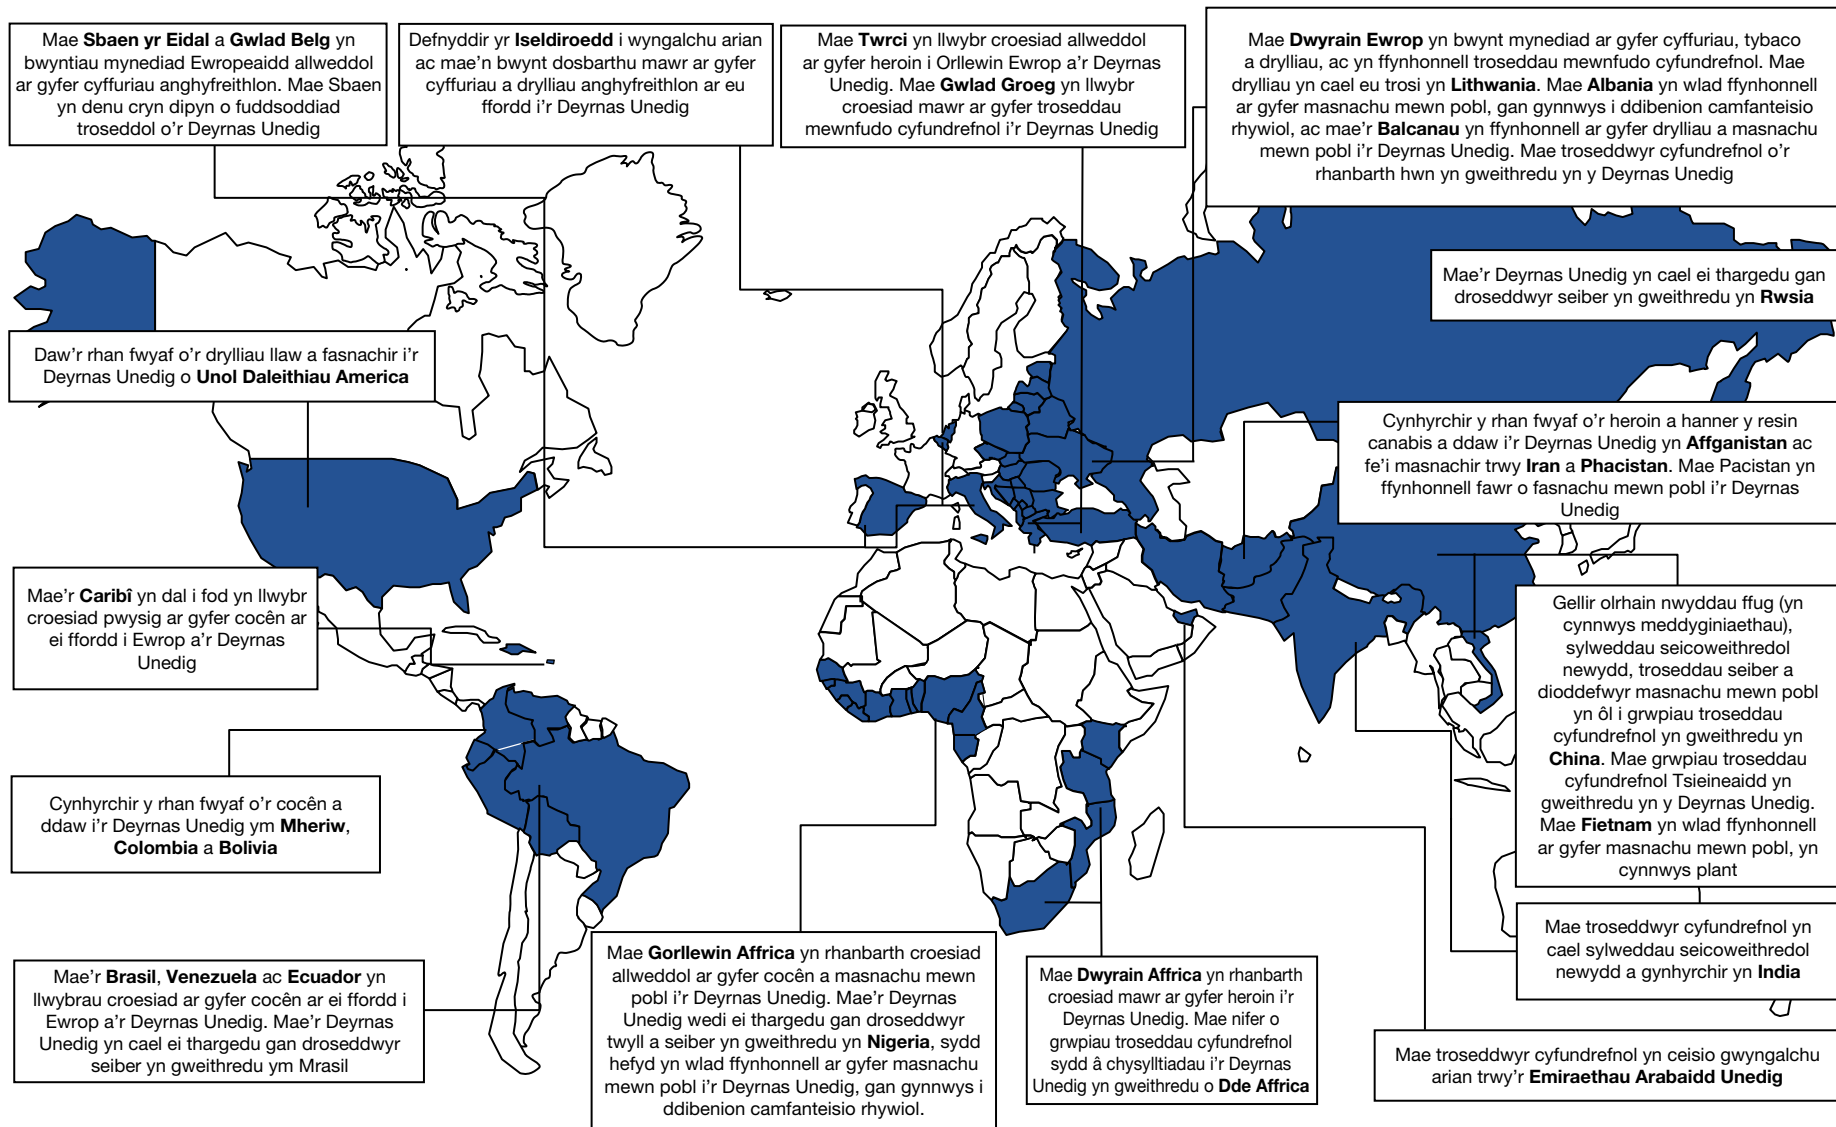 Mae Sbaen yr Eidal a Gwlad Belg yn
bwyntiau mynediad Ewropeaidd allweddol
ar gyfer cyffuriau anghyfreithlon. Mae Sbaen
yn denu cryn dipyn o fuddsoddiad
troseddol o'r Deyrnas Unedig
Defnyddir yr Iseldiroedd i wyngalchu arian
ac mae'n bwynt dosbarthu mawr ar gyfer
cyffuriau a drylliau anghyfreithlon ar eu
ffordd i'r Deyrnas Unedig
Mae Twrci yn llwybr croesiad allweddol
ar gyfer heroin i Orllewin Ewrop a'r Deyrnas
Unedig. Mae Gwlad Groeg yn llwybr
croesiad mawr ar gyfer troseddau
mewnfudo cyfundrefnol i'r Deyrnas Unedig
Mae Dwyrain Ewrop yn bwynt mynediad ar gyfer cyffuriau, tybaco
a drylliau, ac yn ffynhonnell troseddau mewnfudo cyfundrefnol. Mae
drylliau yn cael eu trosi yn Lithwania. Mae Albania yn wlad ffynhonnell
ar gyfer masnachu mewn pobl, gan gynnwys i ddibenion camfanteisio
rhywiol, ac mae'r Balcanau yn ffynhonnell ar gyfer drylliau a masnachu
mewn pobl i'r Deyrnas Unedig. Mae troseddwyr cyfundrefnol o'r
rhanbarth hwn yn gweithredu yn y Deyrnas Unedig
Mae'r Deyrnas Unedig yn cael ei thargedu gan
droseddwyr seiber yn gweithredu yn Rwsia
Daw'r rhan fwyaf o'r drylliau llaw a fasnachir i'r
Deyrnas Unedig o Unol Daleithiau America
Cynhyrchir y rhan fwyaf o'r heroin a hanner y resin
canabis a ddaw i'r Deyrnas Unedig yn Affganistan ac
fe'i masnachir trwy Iran a Phacistan. Mae Pacistan yn
ffynhonnell fawr o fasnachu mewn pobl i'r Deyrnas
Unedig
Mae'r Caribî yn dal i fod yn llwybr
croesiad pwysig ar gyfer cocên ar
ei ffordd i Ewrop a'r Deyrnas
Unedig
Gellir olrhain nwyddau ffug (yn
cynnwys meddyginiaethau),
sylweddau seicoweithredol
newydd, troseddau seiber a
dioddefwyr masnachu mewn pobl
yn ôl i grwpiau troseddau
cyfundrefnol yn gweithredu yn
China. Mae grwpiau troseddau
cyfundrefnol Tsieineaidd yn
gweithredu yn y Deyrnas Unedig.
Mae Fietnam yn wlad ffynhonnell
ar gyfer masnachu mewn pobl, yn
cynnwys plant
Cynhyrchir y rhan fwyaf o'r cocên a
ddaw i'r Deyrnas Unedig ym Mheriw,
Colombia a Bolivia
Mae troseddwyr cyfundrefnol yn
cael sylweddau seicoweithredol
newydd a gynhyrchir yn India
Mae'r Brasil, Venezuela ac Ecuador yn
llwybrau croesiad ar gyfer cocên ar ei ffordd i
Ewrop a'r Deyrnas Unedig. Mae'r Deyrnas
Unedig yn cael ei thargedu gan droseddwyr
seiber yn gweithredu ym Mrasil
Mae Gorllewin Affrica yn rhanbarth croesiad
allweddol ar gyfer cocên a masnachu mewn
pobl i'r Deyrnas Unedig. Mae'r Deyrnas
Unedig wedi ei thargedu gan droseddwyr
twyll a seiber yn gweithredu yn Nigeria, sydd
hefyd yn wlad ffynhonnell ar gyfer masnachu
mewn pobl i'r Deyrnas Unedig, gan gynnwys i
ddibenion camfanteisio rhywiol.
Mae Dwyrain Affrica yn rhanbarth
croesiad mawr ar gyfer heroin i'r
Deyrnas Unedig. Mae nifer o
grwpiau troseddau cyfundrefnol
sydd â chysylltiadau i'r Deyrnas
Unedig yn gweithredu o Dde Affrica
Mae troseddwyr cyfundrefnol yn ceisio gwyngalchu
arian trwy'r Emiraethau Arabaidd Unedig